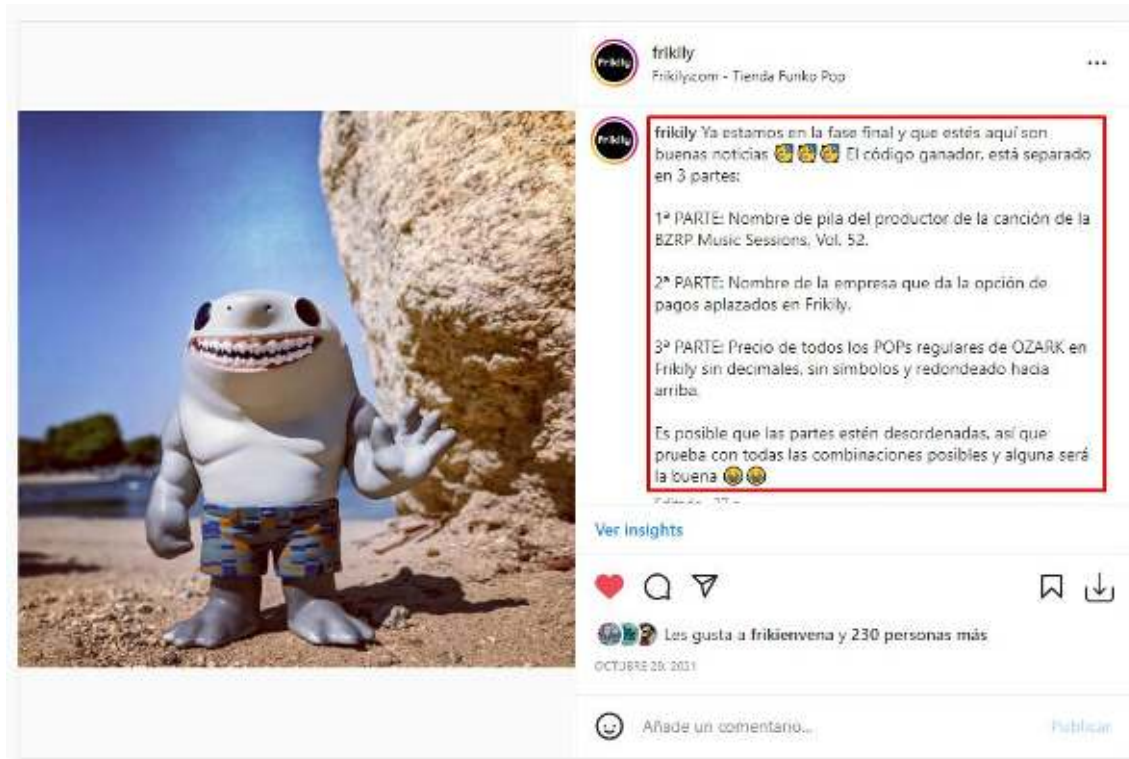 frikily
Frikily.com - Tienda Funko Pop
frikily Ya estamos en la fase final y que estés aquí son
buenas noticias 🥳🥳🥳 El código ganador, está separado
en 3 partes:
1ª PARTE: Nombre de pila del productor de la canción de la
BZRP Music Sessions, Vol. 52.
2ª PARTE: Nombre de la empresa que da la opción de
pagos aplazados en Frikily.
3ª PARTE: Precio de todos los POPs regulares de OZARK en
Frikily sin decimales, sin símbolos y redondeado hacia
arriba.
Es posible que las partes estén desordenadas, así que
prueba con todas las combinaciones posibles y alguna será
la buena 😂😂
Ver insights
Les gusta a frikienvena y 230 personas más
OCTUBRE 29, 2021
Añade un comentario...
Publicar